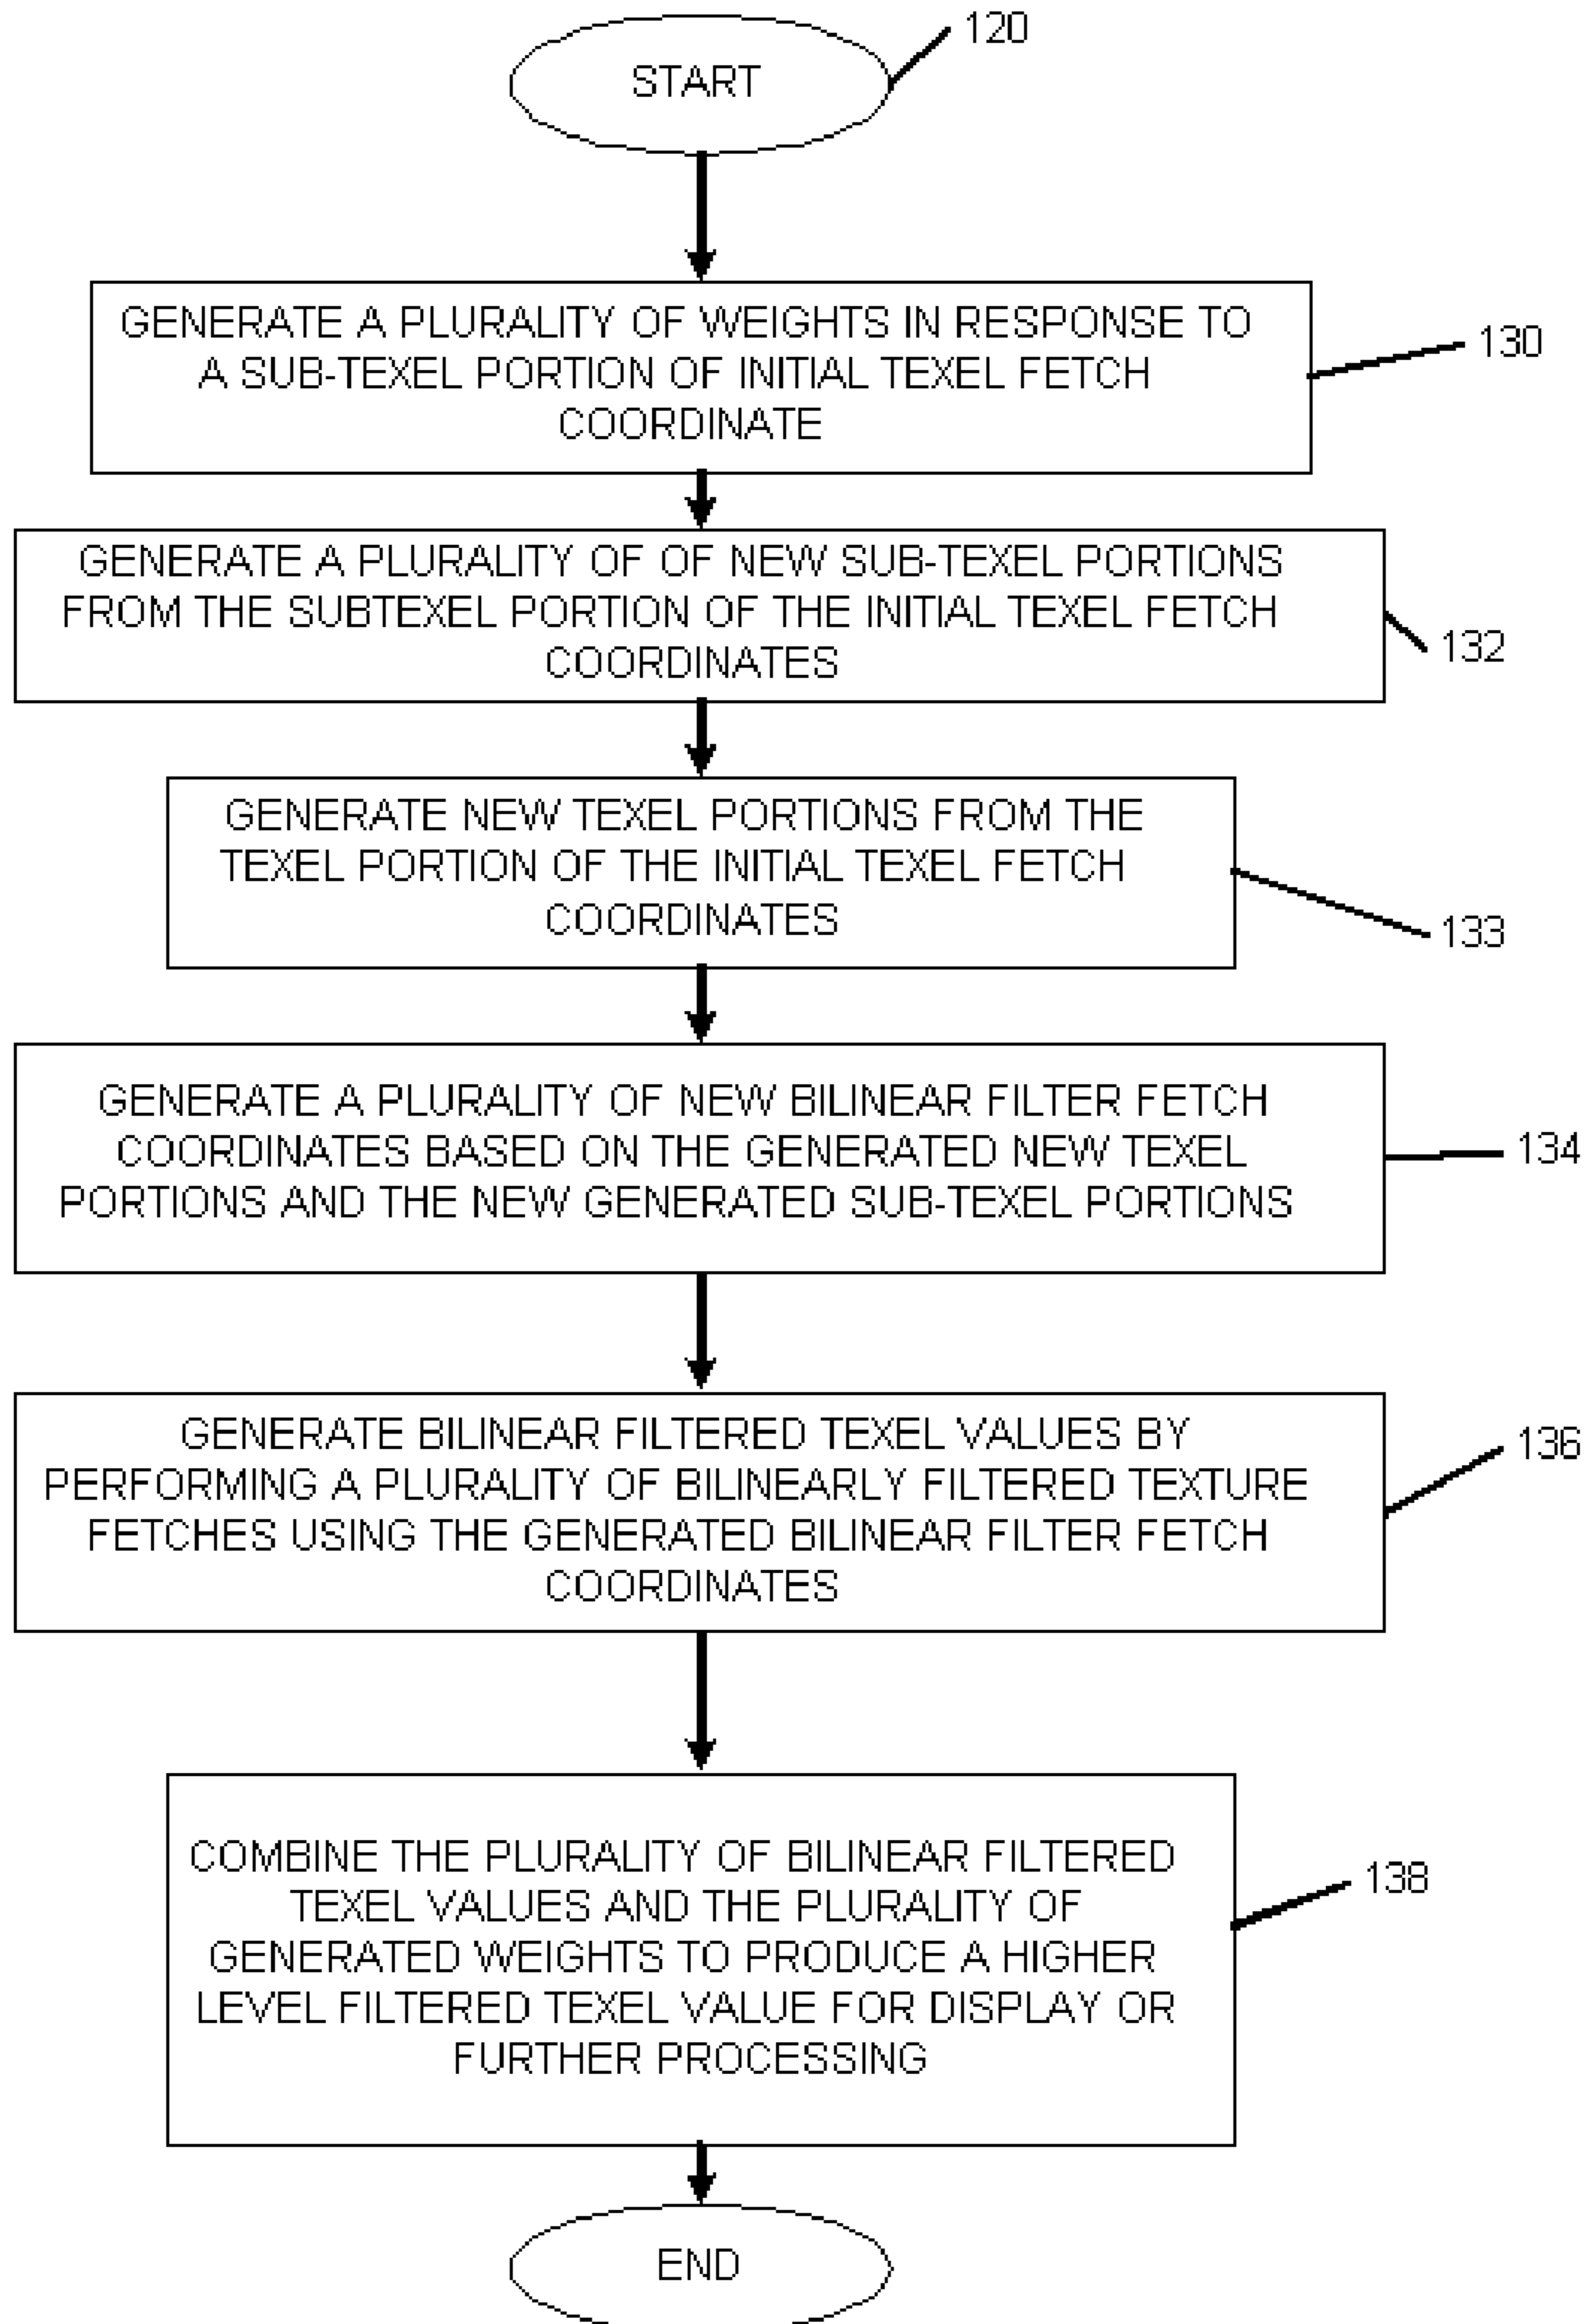 120
START
GENERATE A PLURALITY OF WEIGHTS IN RESPONSE TO
A SUB-TEXEL PORTION OF INITIAL TEXEL FETCH
COORDINATE
130
GENERATE A PLURALITY OF OF NEW SUB-TEXEL PORTIONS
FROM THE SUBTEXEL PORTION OF THE INITIAL TEXEL FETCH
COORDINATES
132
GENERATE NEW TEXEL PORTIONS FROM THE
TEXEL PORTION OF THE INITIAL TEXEL FETCH
COORDINATES
133
GENERATE A PLURALITY OF NEW BILINEAR FILTER FETCH
COORDINATES BASED ON THE GENERATED NEW TEXEL
PORTIONS AND THE NEW GENERATED SUB-TEXEL PORTIONS
134
GENERATE BILINEAR FILTERED TEXEL VALUES BY
PERFORMING A PLURALITY OF BILINEARLY FILTERED TEXTURE
FETCHES USING THE GENERATED BILINEAR FILTER FETCH
COORDINATES
136
COMBINE THE PLURALITY OF BILINEAR FILTERED
TEXEL VALUES AND THE PLURALITY OF
GENERATED WEIGHTS TO PRODUCE A HIGHER
LEVEL FILTERED TEXEL VALUE FOR DISPLAY OR
FURTHER PROCESSING
138
END